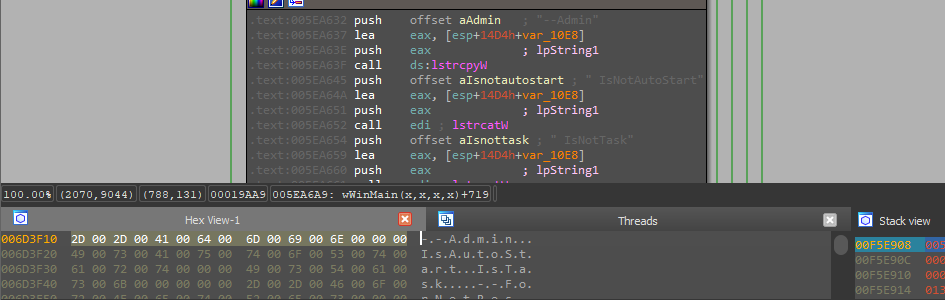 .text:005EA632 push offset aAdmin ; "--Admin"
.text:005EA637 lea eax, [esp+14D4h+var_10E8]
.text:005EA63E push eax ; lpString1
.text:005EA63F call ds:lstrcpyW
.text:005EA645 push offset aIsnotautostart ; " IsNotAutoStart"
.text:005EA64A lea eax, [esp+14D4h+var_10E8]
.text:005EA651 push eax ; lpString1
.text:005EA652 call edi ; lstrcatW
.text:005EA654 push offset aIsnottask ; " IsNotTask"
.text:005EA659 lea eax, [esp+14D4h+var_10E8]
.text:005EA660 push eax ; lpString1
100.00% (2070,9044) (788,131) 00019AA9 005EA6A9: wWinMain(x,x,x,x)+719
Hex View-1 Threads Stack view
006D3F10 2D 00 2D 00 41 00 64 00 6D 00 69 00 6E 00 00 00 -.-.A.d.m.i.n...
006D3F20 49 00 73 00 41 00 75 00 74 00 6F 00 53 00 74 00 I.s.A.u.t.o.S.t.
006D3F30 61 00 72 00 74 00 00 00 49 00 73 00 54 00 61 00 a.r.t...I.s.T.a.
006D3F40 73 00 6B 00 00 00 00 00 2D 00 2D 00 46 00 6F 00 s.k.....-.-.F.o.
00F5E908 005
00F5E90C 00
00F5E910 000
00F5E914 013